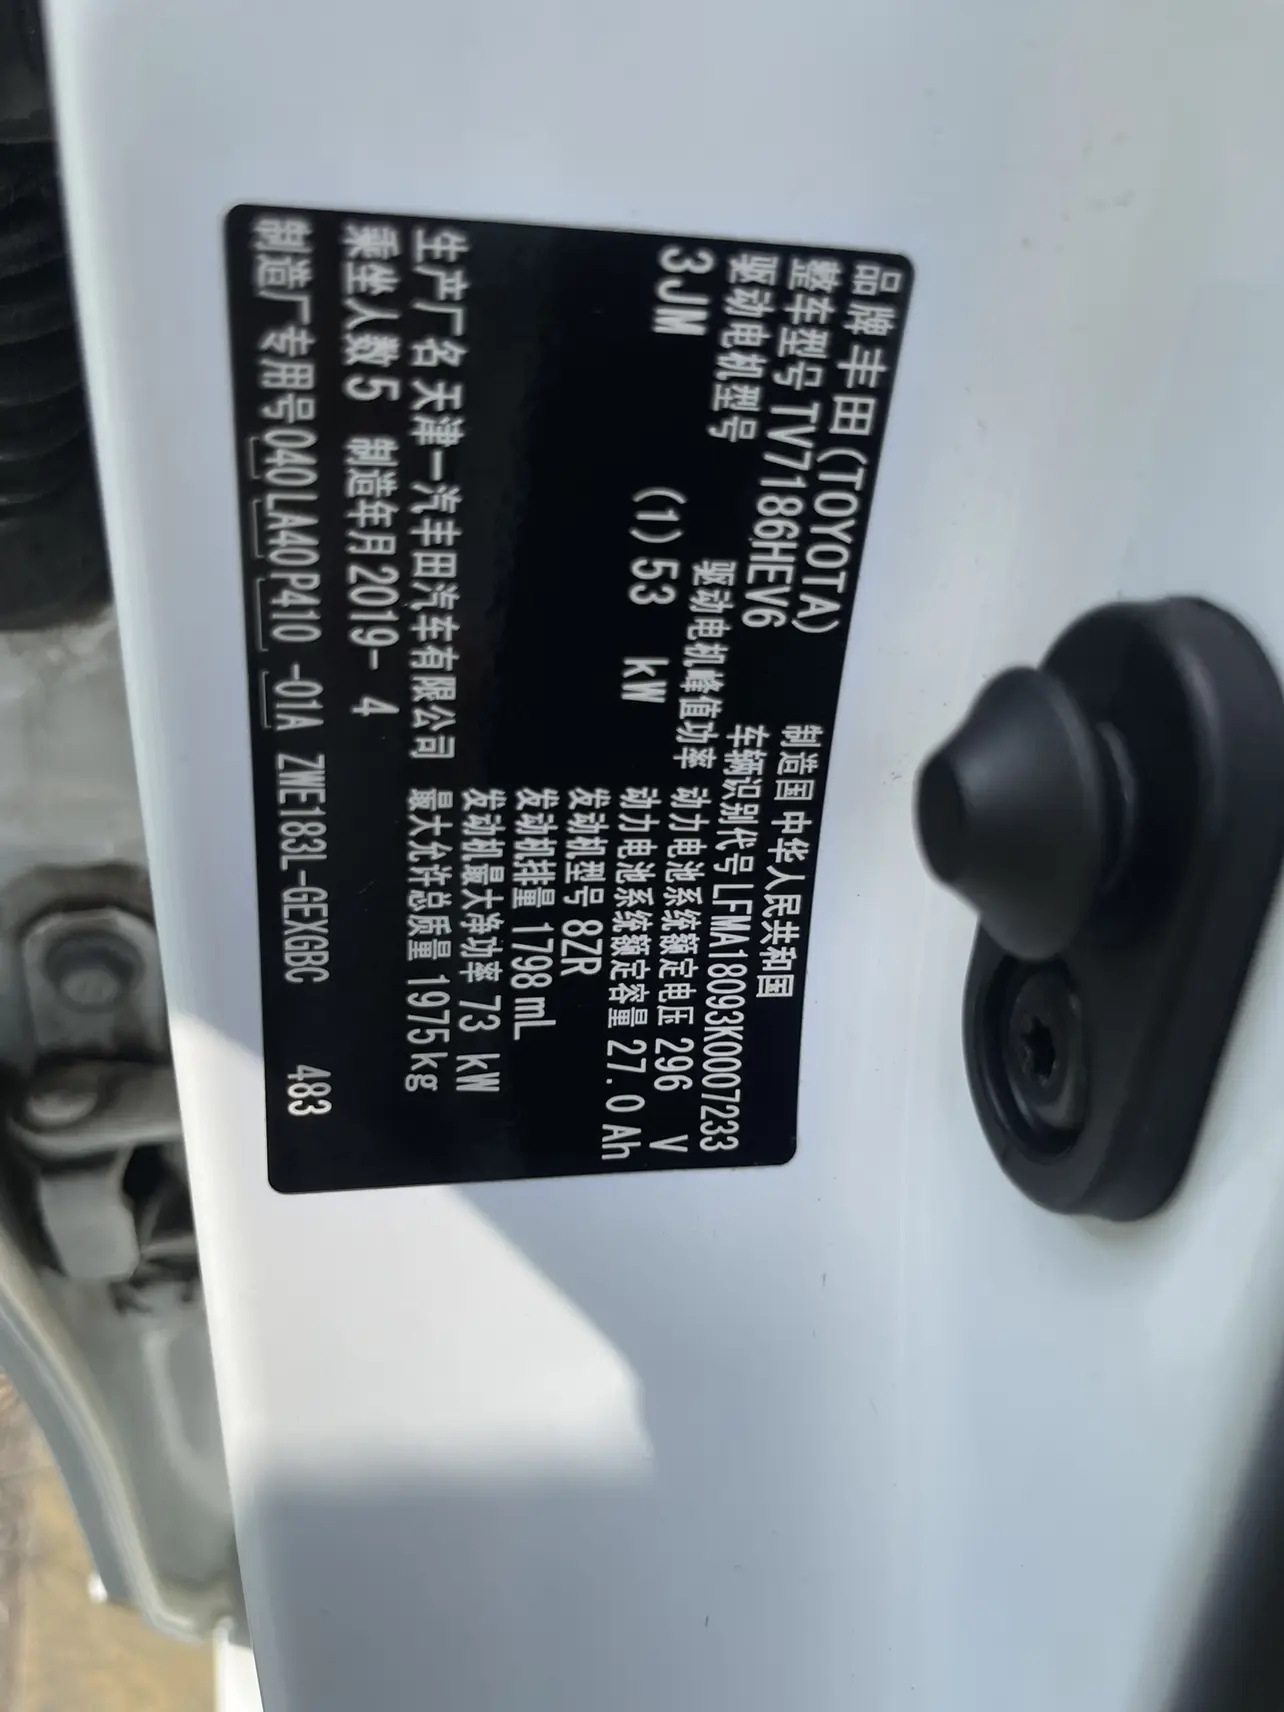 品牌 丰田(TOYOTA) 制造国 中华人民共和国
整车型号 TV7186HEV6 车辆识别代号 LFMA18093K0007233
驱动电机型号 驱动电机峰值功率 动力电池系统额定电压 296 V
3JM (1)53 kW 动力电池系统额定容量 27.0 Ah
发动机型号 8ZR
发动机排量 1798 mL
发动机最大净功率 73 kW
生产厂名 天津一汽丰田汽车有限公司 最大允许总质量 1975kg
乘坐人数 5 制造年月 2019- 4
制造厂专用号 040LA40P410 -01A ZWE183L-GEXGBC 483